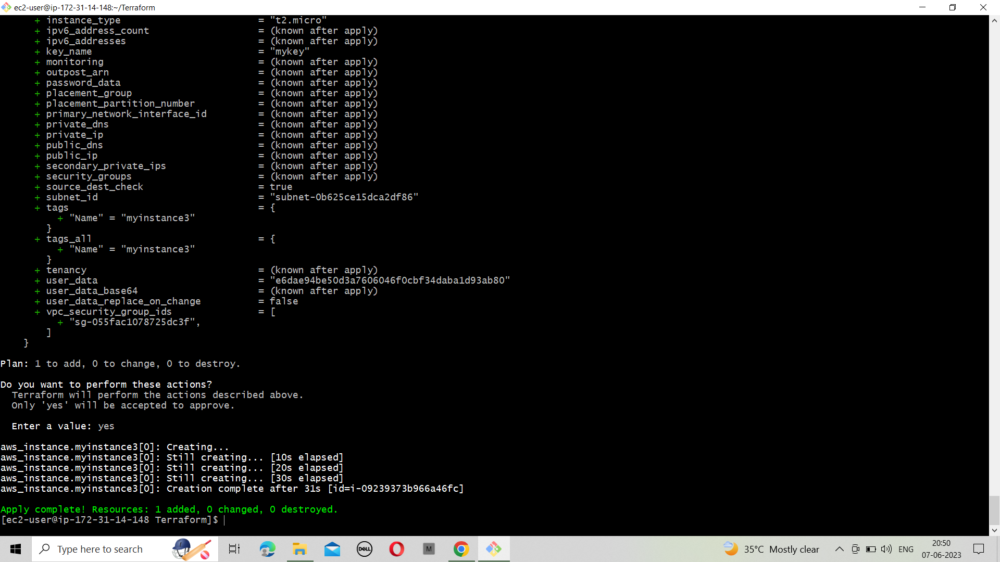 ec2-user@ip-172-31-14-148:~/Terraform
+ instance_type = "t2.micro"
+ ipv6_address_count = (known after apply)
+ ipv6_addresses = (known after apply)
+ key_name = "mykey"
+ monitoring = (known after apply)
+ outpost_arn = (known after apply)
+ password_data = (known after apply)
+ placement_group = (known after apply)
+ placement_partition_number = (known after apply)
+ primary_network_interface_id = (known after apply)
+ private_dns = (known after apply)
+ private_ip = (known after apply)
+ public_dns = (known after apply)
+ public_ip = (known after apply)
+ secondary_private_ips = (known after apply)
+ security_groups = (known after apply)
+ source_dest_check = true
+ subnet_id = "subnet-0b625ce15dca2df86"
+ tags = {
+ "Name" = "myinstance3"
}
+ tags_all = {
+ "Name" = "myinstance3"
}
+ tenancy = (known after apply)
+ user_data = "e6dae94be50d3a7606046f0cbf34daba1d93ab80"
+ user_data_base64 = (known after apply)
+ user_data_replace_on_change = false
+ vpc_security_group_ids = [
+ "sg-055fac1078725dc3f",
]
}
Plan: 1 to add, 0 to change, 0 to destroy.
Do you want to perform these actions?
Terraform will perform the actions described above.
Only 'yes' will be accepted to approve.
Enter a value: yes
aws_instance.myinstance3[0]: Creating...
aws_instance.myinstance3[0]: Still creating... [10s elapsed]
aws_instance.myinstance3[0]: Still creating... [20s elapsed]
aws_instance.myinstance3[0]: Still creating... [30s elapsed]
aws_instance.myinstance3[0]: Creation complete after 31s [id=i-09239373b966a46fc]
Apply complete! Resources: 1 added, 0 changed, 0 destroyed.
[ec2-user@ip-172-31-14-148 Terraform]$
Type here to search
DELL
M
35°C Mostly clear
ENG
20:50
07-06-2023